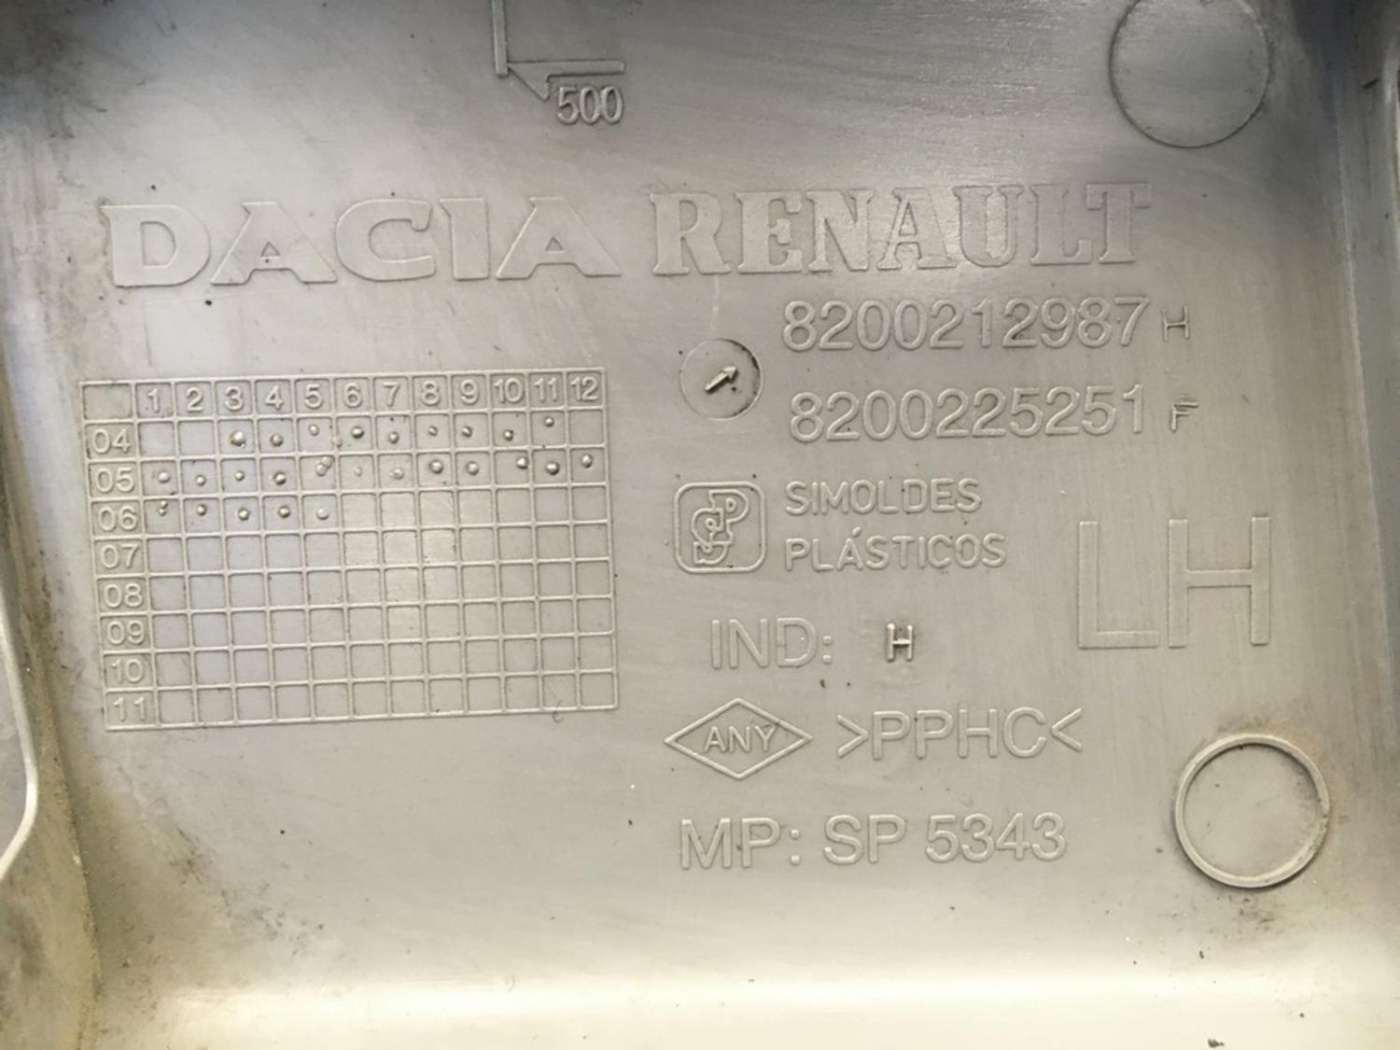 500
DACIA RENAULT
8200212987 H
8200225251 F
1 2 3 4 5 6 7 8 9 10 11 12
04
05
06
07
08
09
10
11
SP
SIMOLDES
PLÁSTICOS
LH
IND: H
ANY >PPHC<
MP: SP 5343